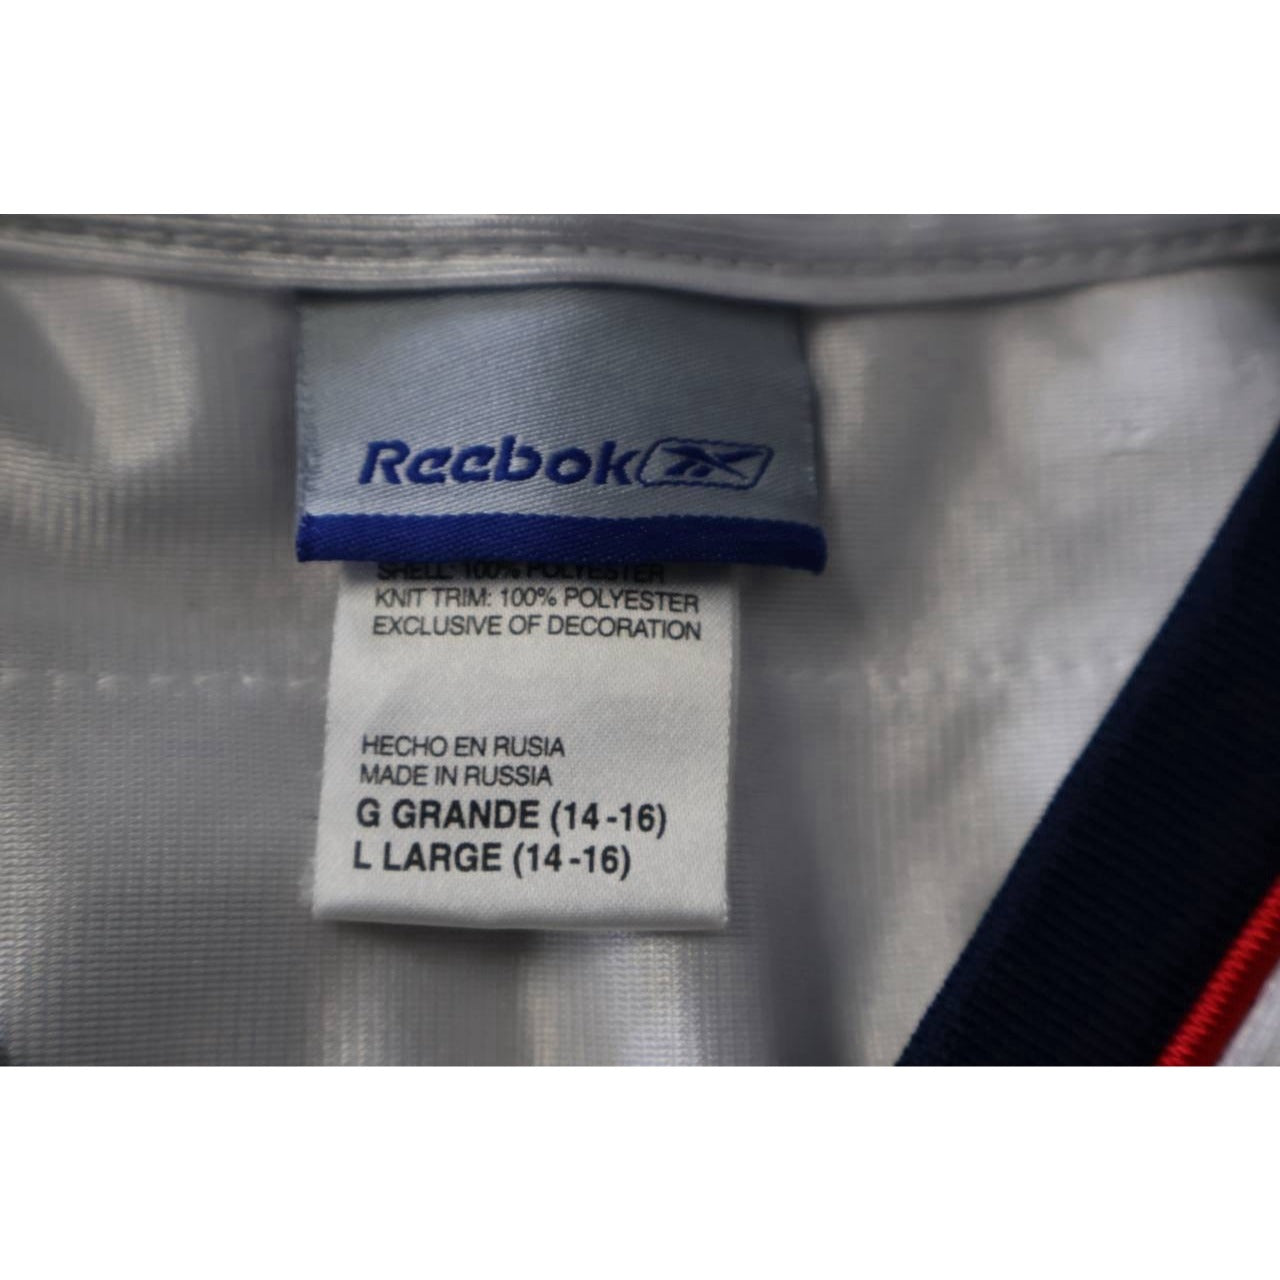 Reebok
SHELL: 100% POLYESTER
KNIT TRIM: 100% POLYESTER
EXCLUSIVE OF DECORATION
HECHO EN RUSIA
MADE IN RUSSIA
G GRANDE (14-16)
L LARGE (14-16)